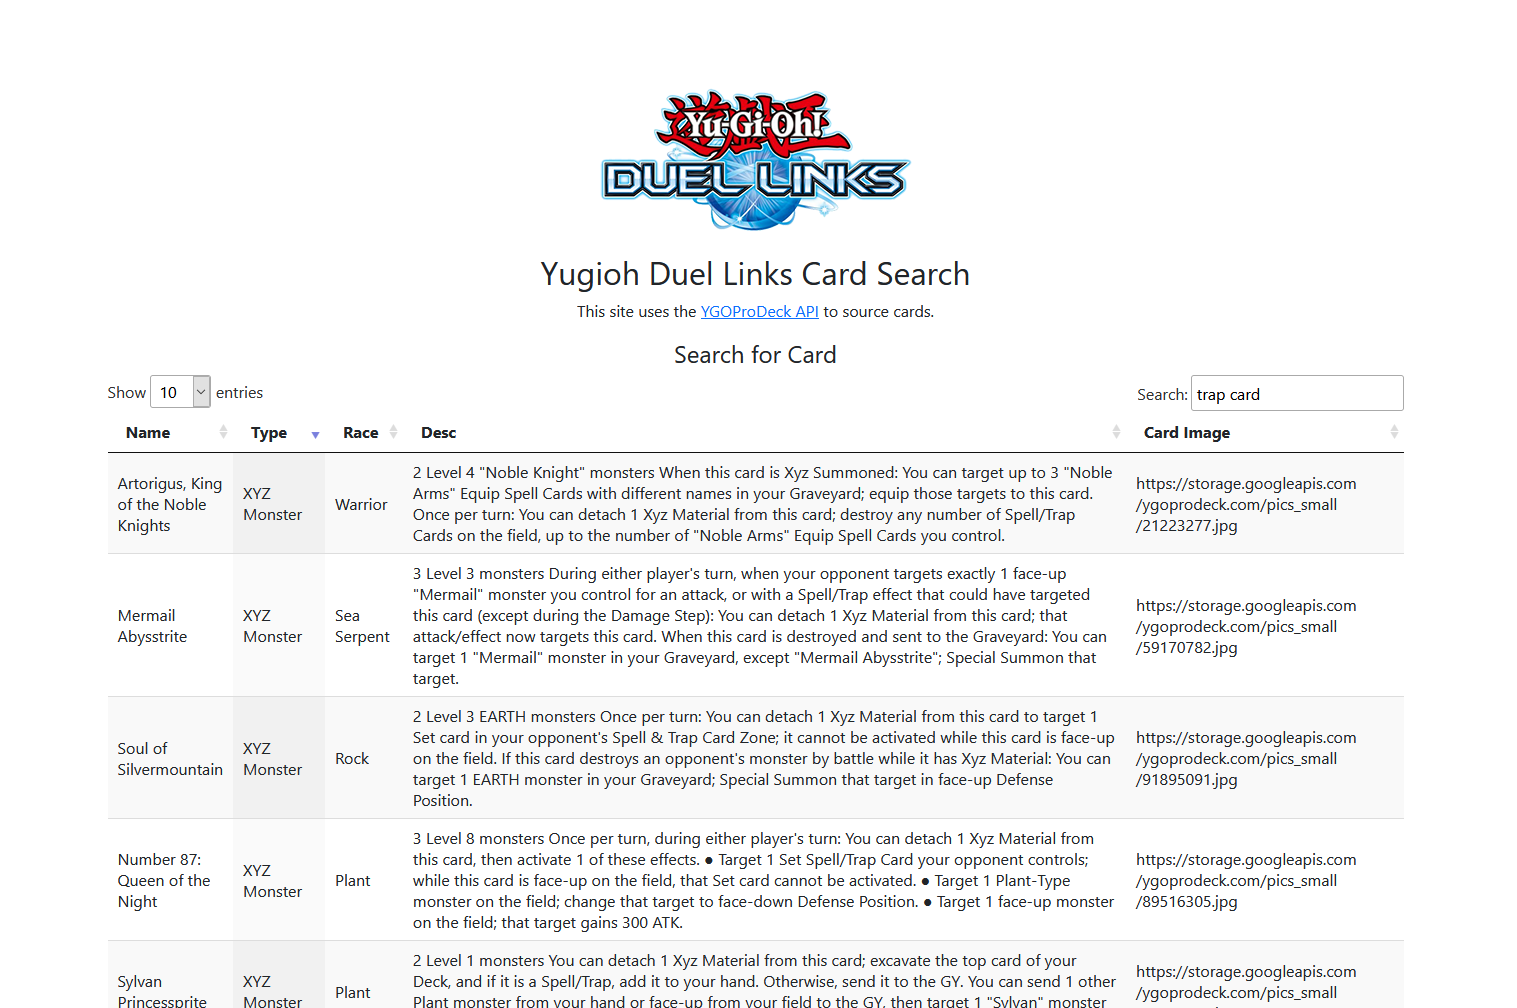 遊戯王
Yu-Gi-Oh!
DUEL LINKS
Yugioh Duel Links Card Search
This site uses the YGOProDeck API to source cards.
Search for Card
Show 10 entries
Search: trap card
Name Type Race Desc Card Image
Artorigus, King
of the Noble
Knights
XYZ
Monster
Warrior
2 Level 4 "Noble Knight" monsters When this card is Xyz Summoned: You can target up to 3 "Noble
Arms" Equip Spell Cards with different names in your Graveyard; equip those targets to this card.
Once per turn: You can detach 1 Xyz Material from this card; destroy any number of Spell/Trap
Cards on the field, up to the number of "Noble Arms" Equip Spell Cards you control.
https://storage.googleapis.com
/ygoprodeck.com/pics_small
/21223277.jpg
Mermail
Abysstrite
XYZ
Monster
Sea
Serpent
3 Level 3 monsters During either player's turn, when your opponent targets exactly 1 face-up
"Mermail" monster you control for an attack, or with a Spell/Trap effect that could have targeted
this card (except during the Damage Step): You can detach 1 Xyz Material from this card; that
attack/effect now targets this card. When this card is destroyed and sent to the Graveyard: You can
target 1 "Mermail" monster in your Graveyard, except "Mermail Abysstrite"; Special Summon that
target.
https://storage.googleapis.com
/ygoprodeck.com/pics_small
/59170782.jpg
Soul of
Silvermountain
XYZ
Monster
Rock
2 Level 3 EARTH monsters Once per turn: You can detach 1 Xyz Material from this card to target 1
Set card in your opponent's Spell & Trap Card Zone; it cannot be activated while this card is face-up
on the field. If this card destroys an opponent's monster by battle while it has Xyz Material: You can
target 1 EARTH monster in your Graveyard; Special Summon that target in face-up Defense
Position.
https://storage.googleapis.com
/ygoprodeck.com/pics_small
/91895091.jpg
Number 87:
Queen of the
Night
XYZ
Monster
Plant
3 Level 8 monsters Once per turn, during either player's turn: You can detach 1 Xyz Material from
this card, then activate 1 of these effects. ● Target 1 Set Spell/Trap Card your opponent controls;
while this card is face-up on the field, that Set card cannot be activated. ● Target 1 Plant-Type
monster on the field; change that target to face-down Defense Position. ● Target 1 face-up monster
on the field; that target gains 300 ATK.
https://storage.googleapis.com
/ygoprodeck.com/pics_small
/89516305.jpg
Sylvan
Princessprite
XYZ
Monster
Plant
2 Level 1 monsters You can detach 1 Xyz Material from this card; excavate the top card of your
Deck, and if it is a Spell/Trap, add it to your hand. Otherwise, send it to the GY. You can send 1 other
Plant monster from your hand or face-up from your field to the GY, then target 1 "Sylvan" monster
https://storage.googleapis.com
/ygoprodeck.com/pics_small